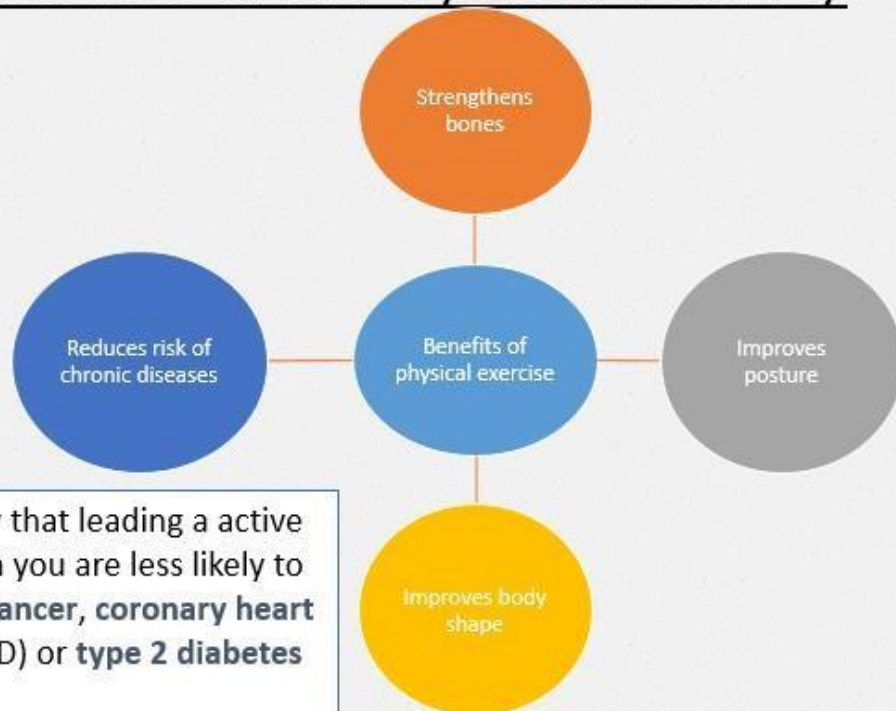 Strengthens
bones
Reduces risk of
chronic diseases
Benefits of
physical exercise
Improves
posture
that leading a active
you are less likely to
coronary heart
or type 2 diabetes
Improves body
shape